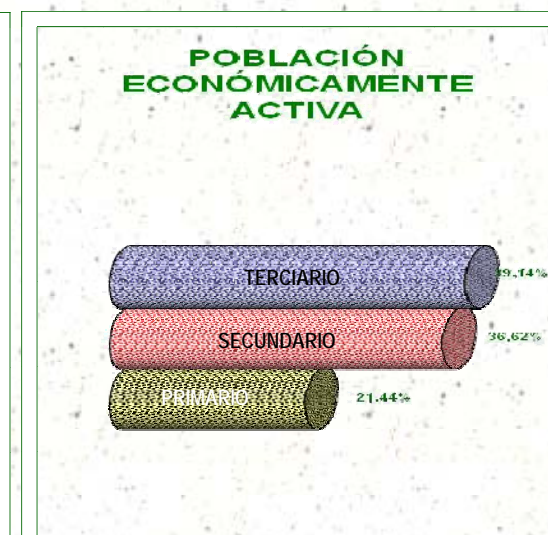 POBLACIÓN
ECONÓMICAMENTE
ACTIVA
TERCIARIO
SECUNDARIO
36,62%
PRIMARIO
21.44%